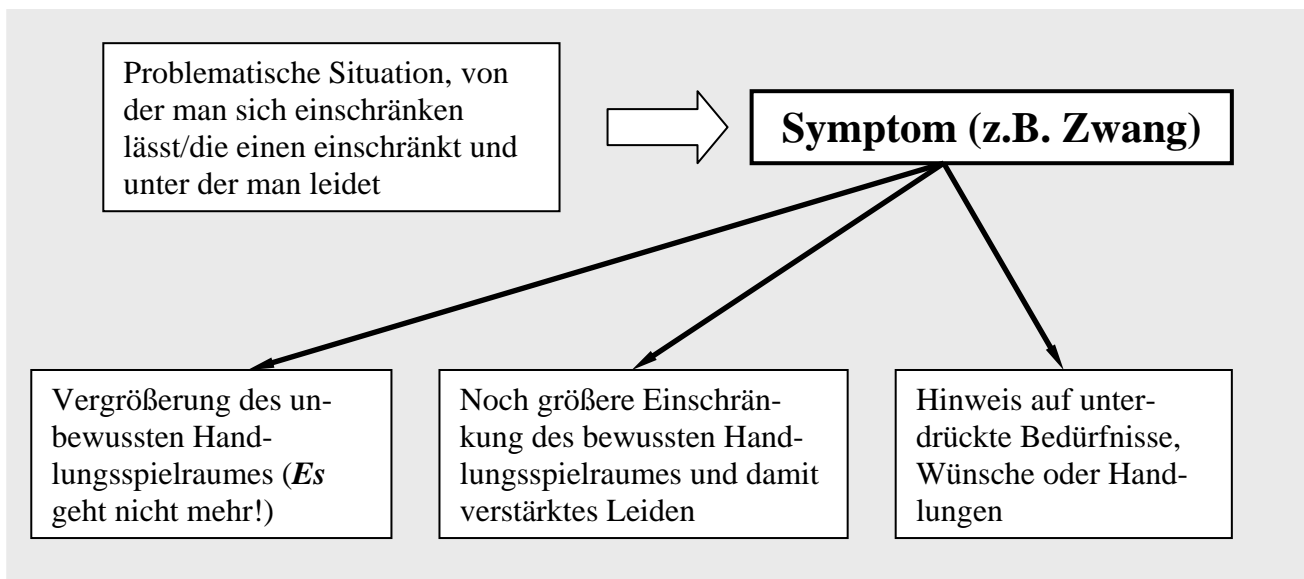 Problematische Situation, von
der man sich einschränken
lässt/die einen einschränkt und
unter der man leidet
Symptom (z.B. Zwang)
Vergrößerung des un-
bewussten Hand-
lungsspielraumes (Es
geht nicht mehr!)
Noch größere Einschrän-
kung des bewussten Hand-
lungsspielraumes und damit
verstärktes Leiden
Hinweis auf unter-
drückte Bedürfnisse,
Wünsche oder Hand-
lungen